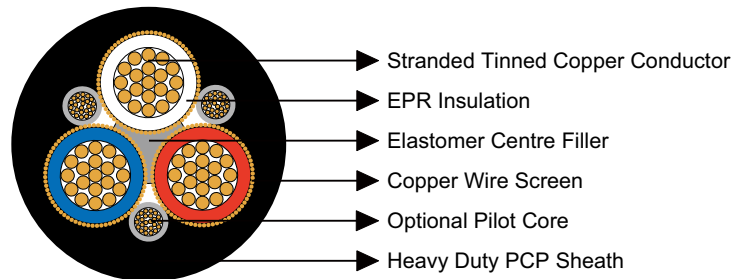 Stranded Tinned Copper Conductor
EPR Insulation
Elastomer Centre Filler
Copper Wire Screen
Optional Pilot Core
Heavy Duty PCP Sheath